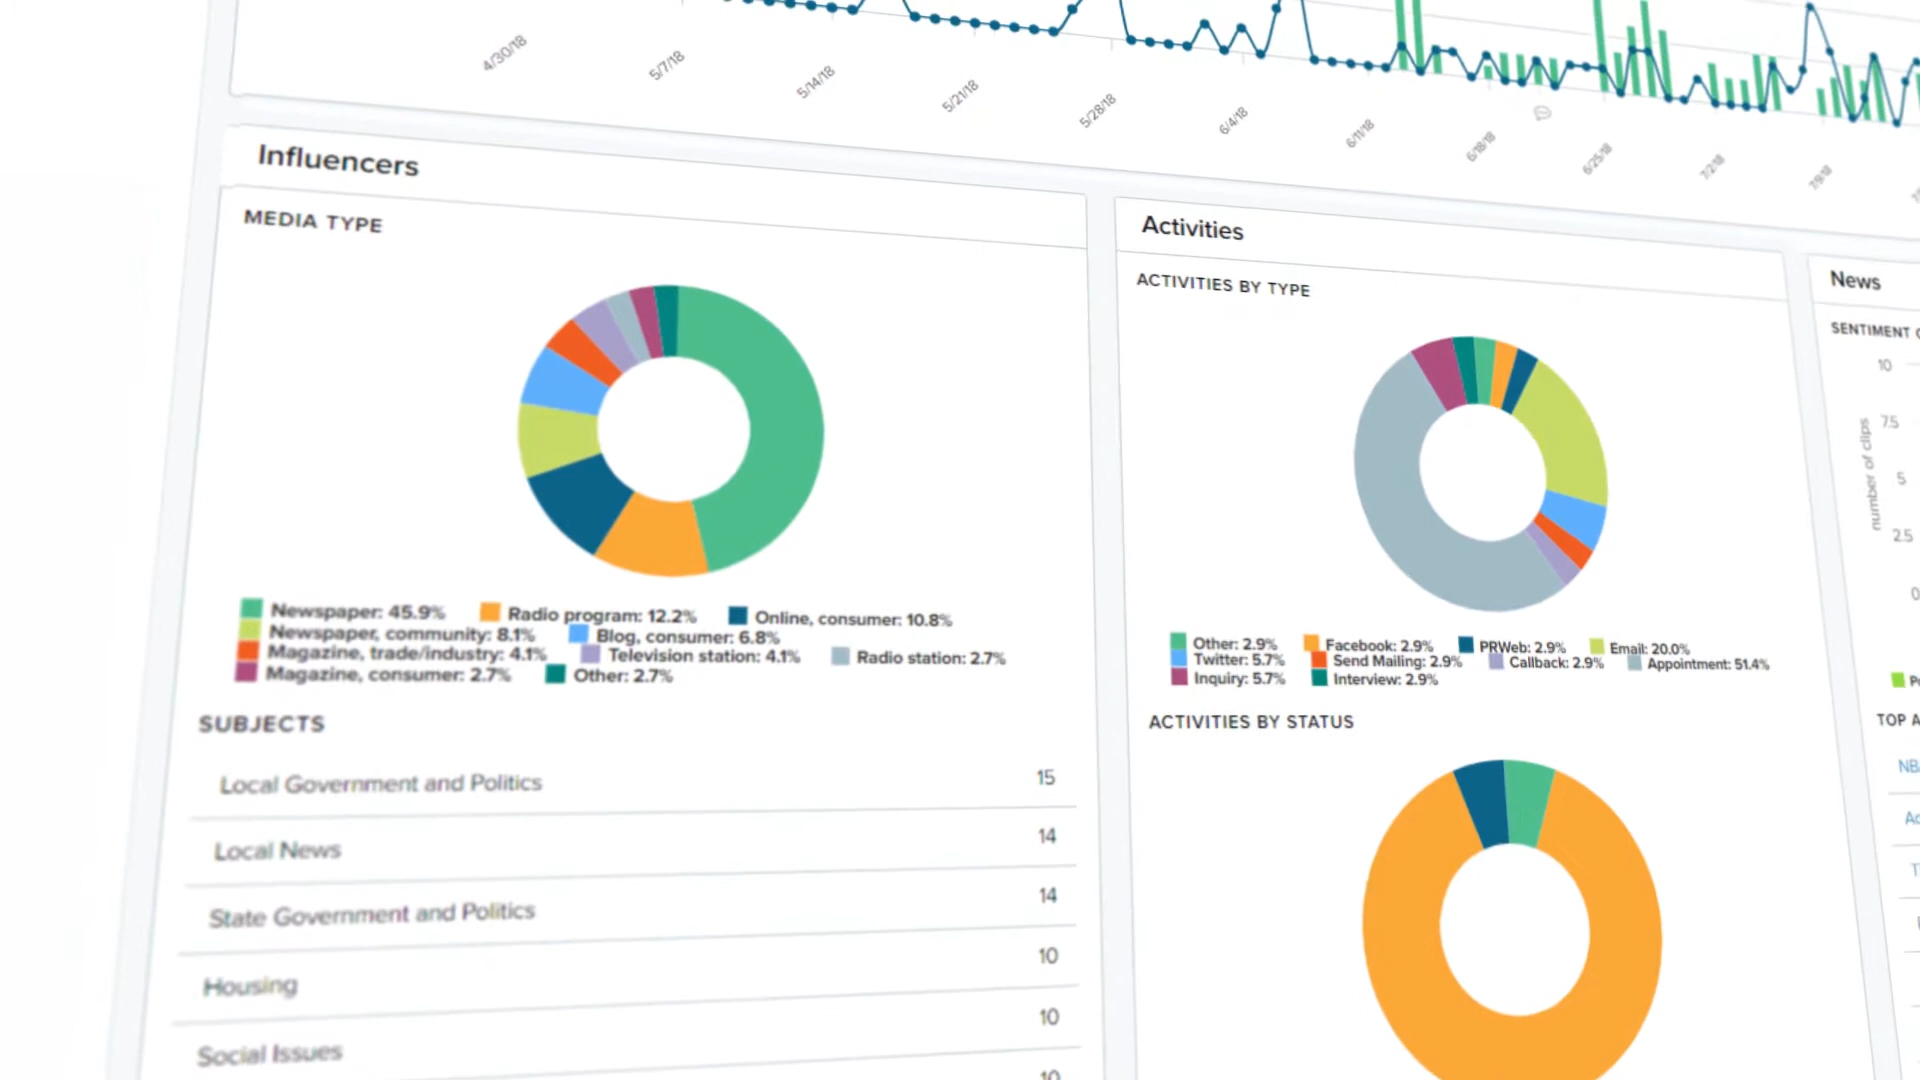 4/30/18 5/7/18 5/14/18 5/21/18 5/28/18 6/4/18 6/11/18 6/18/18 6/25/18 7/2/18 7/9/18
Influencers
MEDIA TYPE
Newspaper: 45.9% Radio program: 12.2% Online, consumer: 10.8%
Newspaper, community: 8.1% Blog, consumer: 6.8%
Magazine, trade/industry: 4.1% Television station: 4.1% Radio station: 2.7%
Magazine, consumer: 2.7% Other: 2.7%
SUBJECTS
Local Government and Politics 15
Local News 14
State Government and Politics 14
Housing 10
Social Issues 10
10
Activities
ACTIVITIES BY TYPE
Other: 2.9% Facebook: 2.9% PRWeb: 2.9% Email: 20.0%
Twitter: 5.7% Send Mailing: 2.9% Callback: 2.9% Appointment: 51.4%
Inquiry: 5.7% Interview: 2.9%
ACTIVITIES BY STATUS
News
SENTIMENT
10
7.5
5
2.5
0
number of clips
TOP